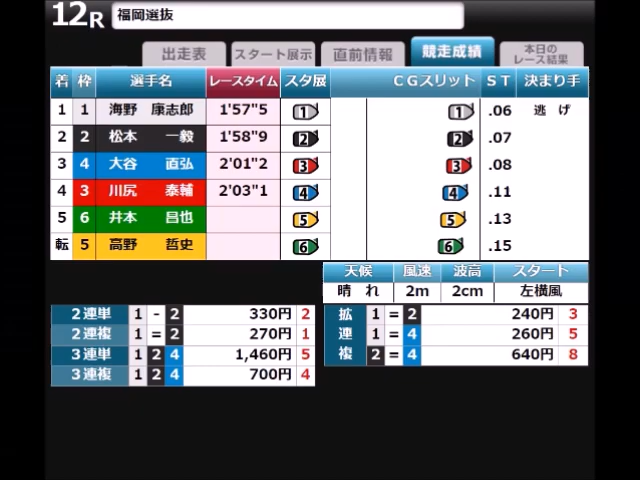 12R 福岡選抜
出走表 スタート展示 直前情報 競走成績 本日のレース結果
着 枠 選手名 レースタイム スタ展 CGスリット ST 決まり手
1 1 海野 康志郎 1'57"5 1 1 .06 逃げ
2 2 松本 一毅 1'58"9 2 2 .07
3 4 大谷 直弘 2'01"2 3 3 .08
4 3 川尻 泰輔 2'03"1 4 4 .11
5 6 井本 昌也 5 5 .13
転 5 高野 哲史 6 6 .15
天候 風速 波高 スタート
晴れ 2m 2cm 左横風
2連単 1 - 2 330円 2
2連複 1 = 2 270円 1
3連単 1 2 4 1,460円 5
3連複 1 2 4 700円 4
拡 1 = 2 240円 3
連 1 = 4 260円 5
複 2 = 4 640円 8